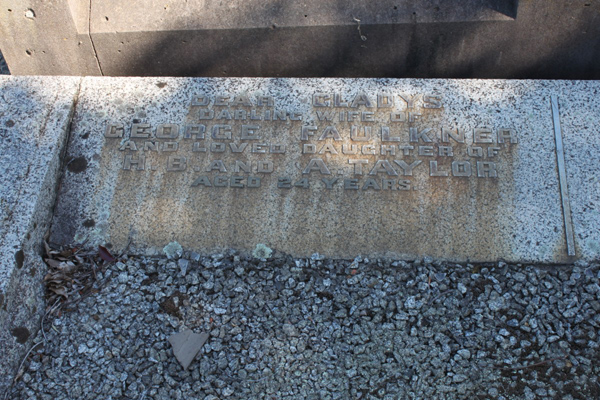 DEAR GLADYS
DARLING WIFE OF
GEORGE FAULKNER
AND LOVED DAUGHTER OF
H. B. AND A. TAYLOR
AGED 24 YEARS